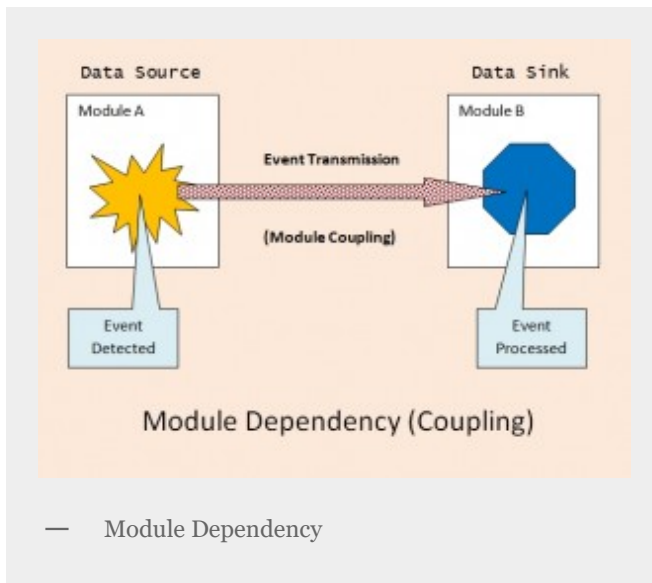 Data Source
Data Sink
Module A
Module B
Event Transmission
(Module Coupling)
Event
Detected
Event
Processed
Module Dependency (Coupling)
— Module Dependency